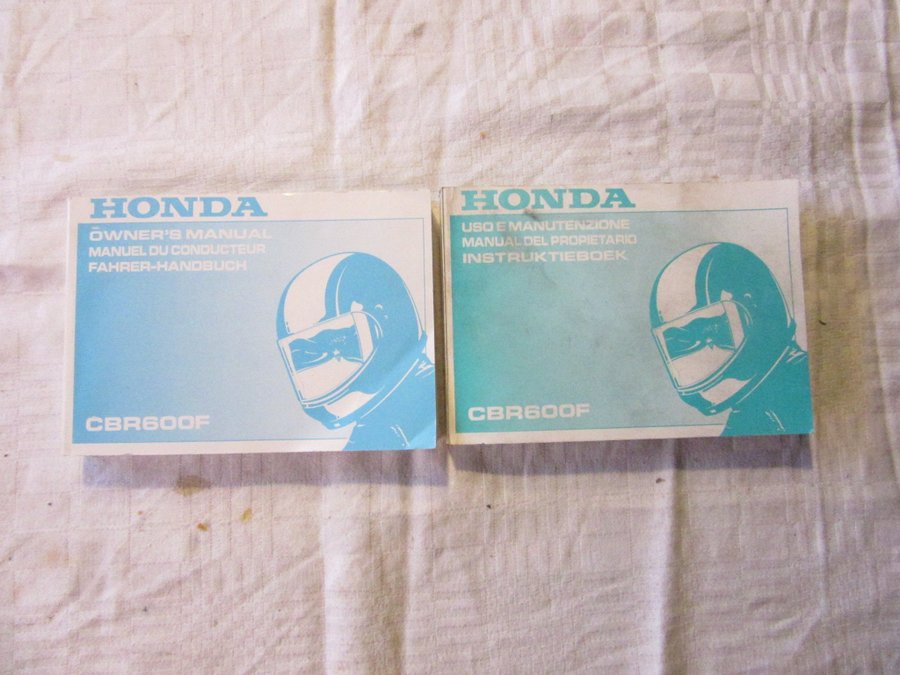 HONDA
OWNER'S MANUAL
MANUEL DU CONDUCTEUR
FAHRER-HANDBUCH
CBR600F
HONDA
USO E MANUTENZIONE
MANUAL DEL PROPIETARIO
INSTRUKTIEBOEK
CBR600F